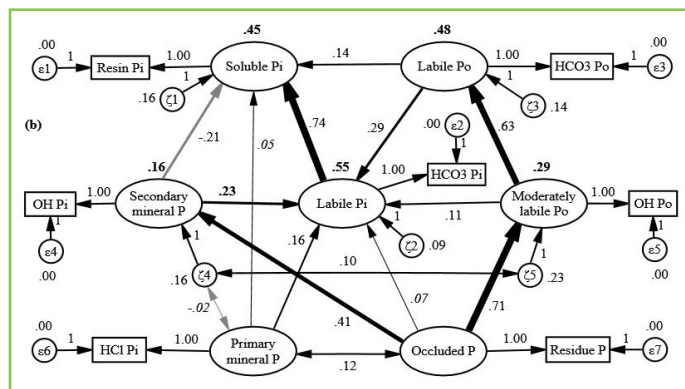 .00
1
ε1
Resin Pi
1.00
.45
Soluble Pi
.14
.48
Labile Po
1.00
HCO3 Po
1
.00
ε3
1
.16
ζ1
1
ζ3
.14
(b)
-.21
.05
.74
.29
.00
ε2
1
.63
.16
.55
1.00
HCO3 Pi
.29
OH Pi
1.00
Secondary
mineral P
.23
Labile Pi
.11
Moderately
labile Po
1.00
OH Po
1
ε4
.00
1
ζ4
.16
.16
1
ζ2
.09
.10
1
ζ5
.23
1
ε5
.00
-.02
.41
.07
.71
.00
1
ε6
HCl Pi
1.00
Primary
mineral P
.12
Occluded P
1.00
Residue P
1
.00
ε7